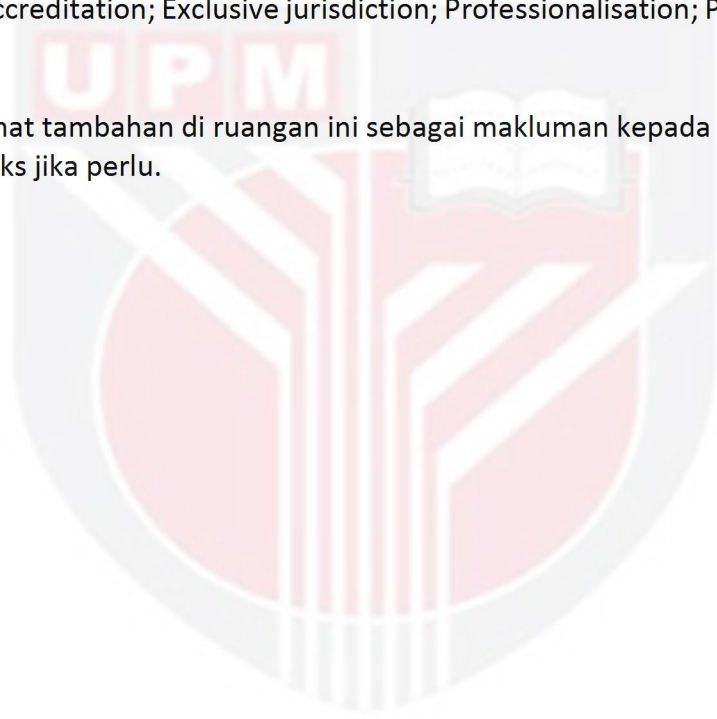 ccreditation; Exclusive jurisdiction; Professionalisation; P
UPM
nat tambahan di ruangan ini sebagai makluman kepada
ks jika perlu.